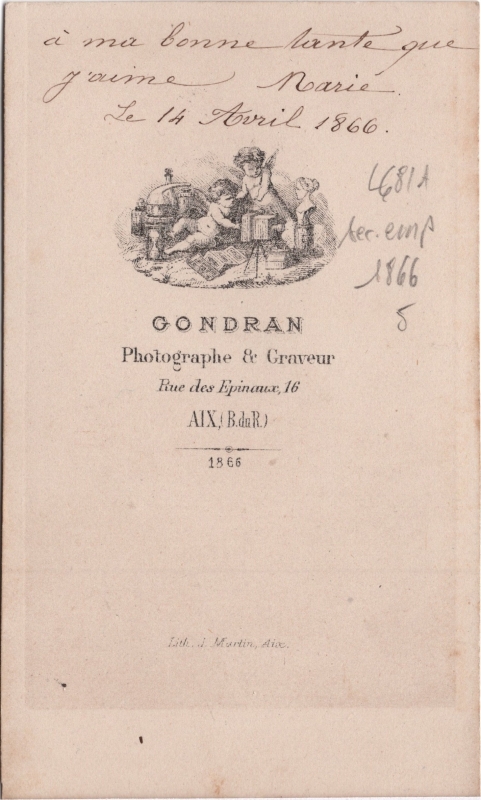 à ma bonne tante que
j'aime Marie.
Le 14 Avril 1866.
L681A
1866
5
GONDRAN
Photographe & Graveur
Rue des Epinaux, 16
AIX, (B. du R.)
1866
Lith. J. Martin, Aix.